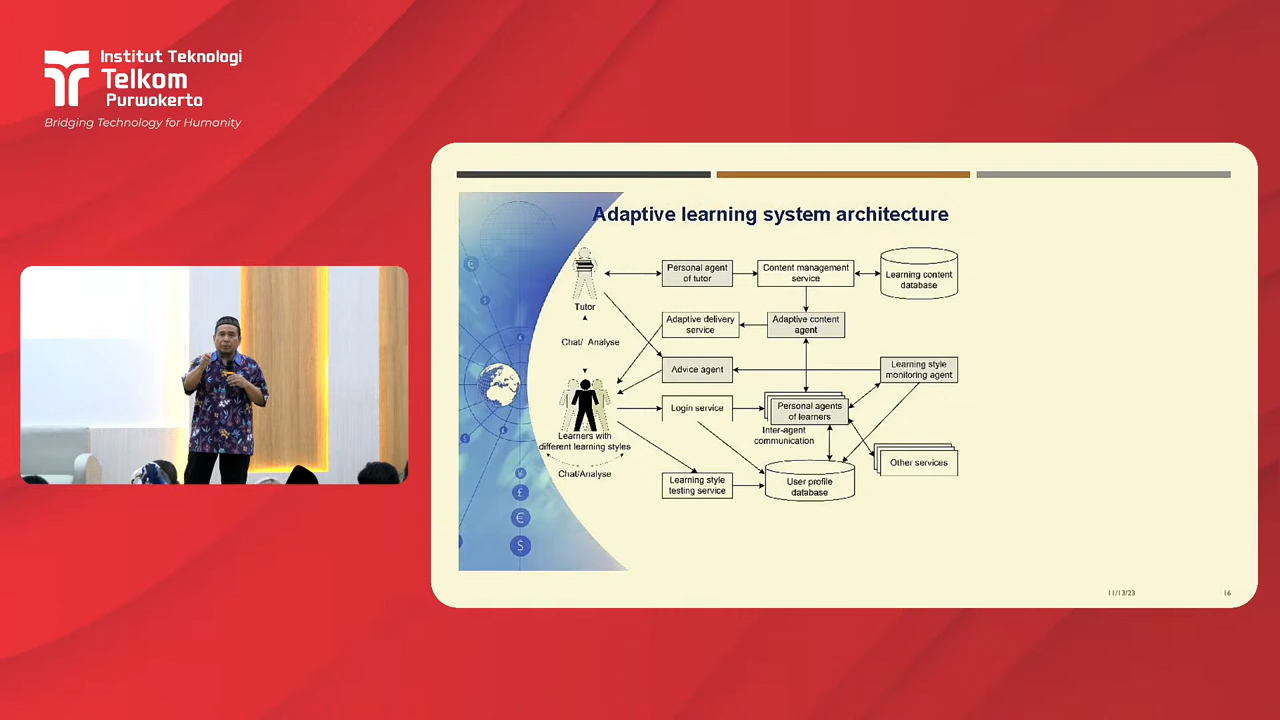 Institut Teknologi
Telkom
Purwokerto
Bridging Technology for Humanity
Adaptive learning system architecture
Tutor
Personal agent
of tutor
Content management
service
Learning content
database
Chat/ Analyse
Adaptive delivery
service
Adaptive content
agent
Advice agent
Learning style
monitoring agent
Learners with
different learning styles
Chat/Analyse
Login service
Personal agents
of learners
Inter-agent
communication
Other services
Learning style
testing service
User profile
database
€
$
¥
£
€
$
11/13/23
16